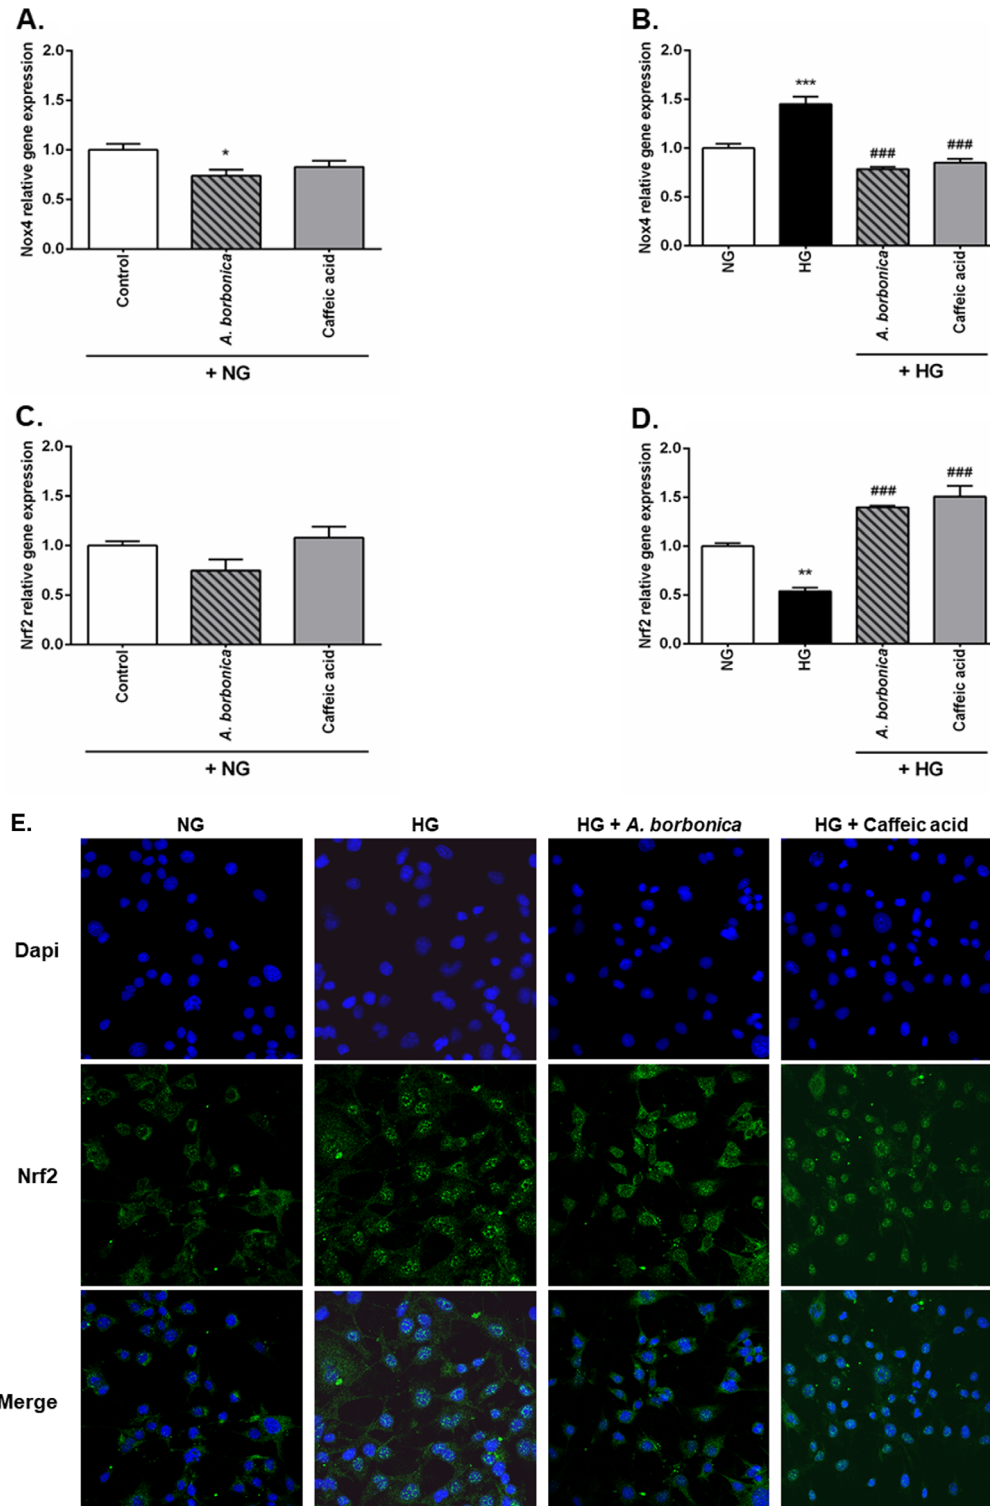 A.
Nox4 relative gene expression
2.0
1.5
1.0
0.5
0.0
*
Control
A. borbonica
Caffeic acid
+ NG
B.
Nox4 relative gene expression
2.0
1.5
1.0
0.5
0.0
***
###
###
NG
HG
A. borbonica
Caffeic acid
+ HG
C.
Nrf2 relative gene expression
2.0
1.5
1.0
0.5
0.0
Control
A. borbonica
Caffeic acid
+ NG
D.
Nrf2 relative gene expression
2.0
1.5
1.0
0.5
0.0
**
###
###
NG
HG
A. borbonica
Caffeic acid
+ HG
E.
NG HG HG + A. borbonica HG + Caffeic acid
Dapi
Nrf2
Merge